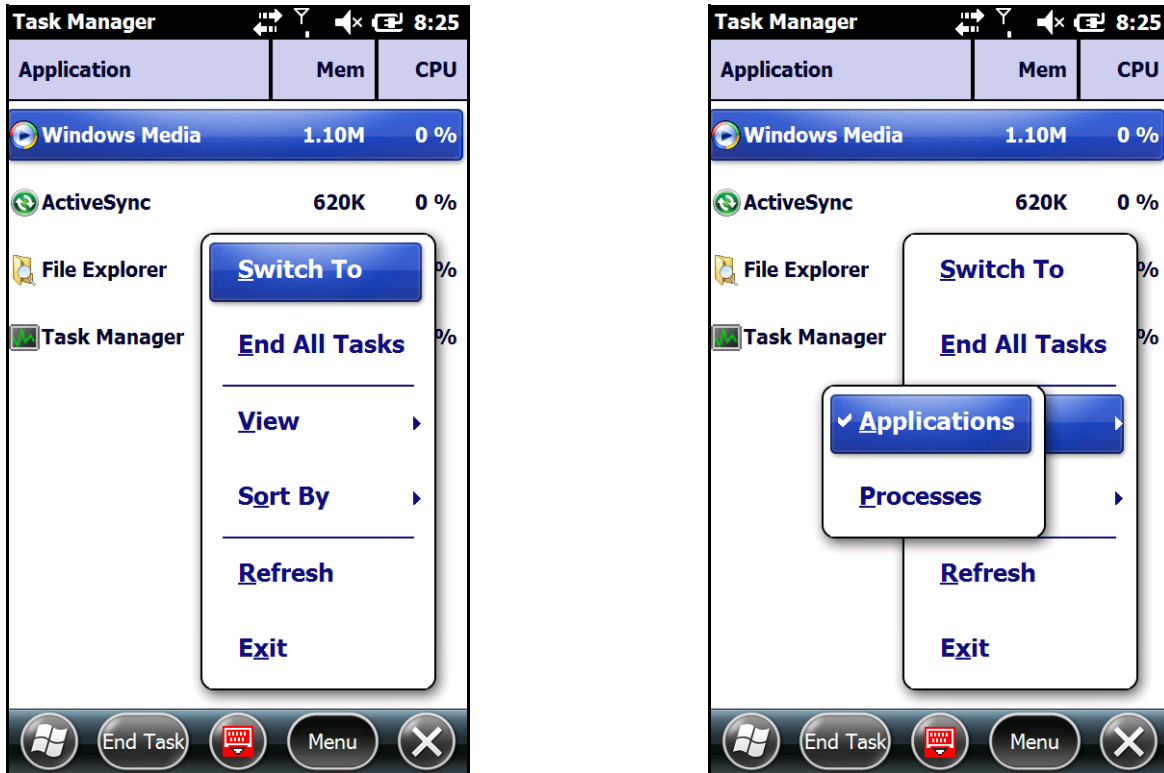 Task Manager 8:25
Application Mem CPU
Windows Media 1.10M 0 %
ActiveSync 620K 0 %
File Explorer %
Task Manager %
Switch To
End All Tasks
View
Sort By
Refresh
Exit
End Task Menu
Task Manager 8:25
Application Mem CPU
Windows Media 1.10M 0 %
ActiveSync 620K 0 %
File Explorer %
Task Manager %
Switch To
End All Tasks
Applications
Processes
Refresh
Exit
End Task Menu